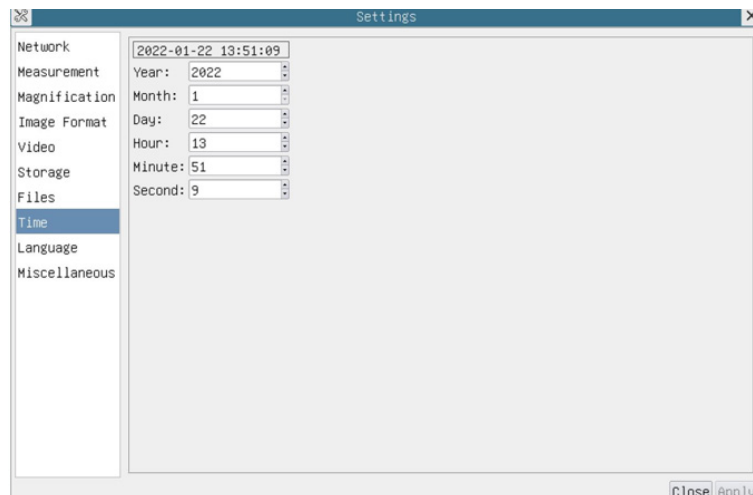 Settings
Network
Measurement
Magnification
Image Format
Video
Storage
Files
Time
Language
Miscellaneous
2022-01-22 13:51:09
Year: 2022
Month: 1
Day: 22
Hour: 13
Minute: 51
Second: 9
Close Apply